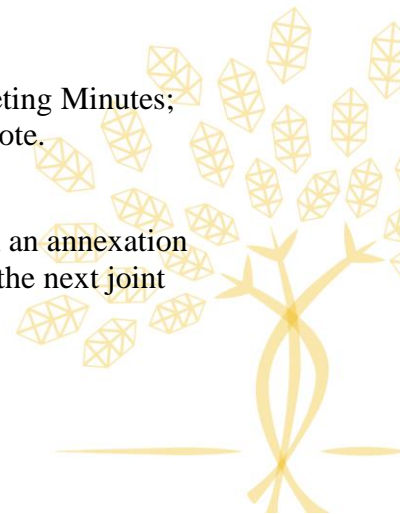 eting Minutes;
ote.
an annexation
the next joint